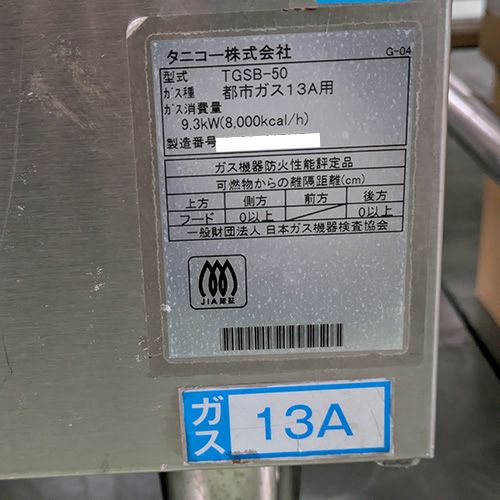 タニコー株式会社
G-04
型式 TGSB-50
ガス種 都市ガス13A用
ガス消費量
9.3kW(8,000kcal/h)
製造番号
ガス機器防火性能評定品
可燃物からの離隔距離(cm)
上方 側方 前方 後方
フード 0以上 0以上
一般財団法人 日本ガス機器検査協会
JIA認証
ガス 13A